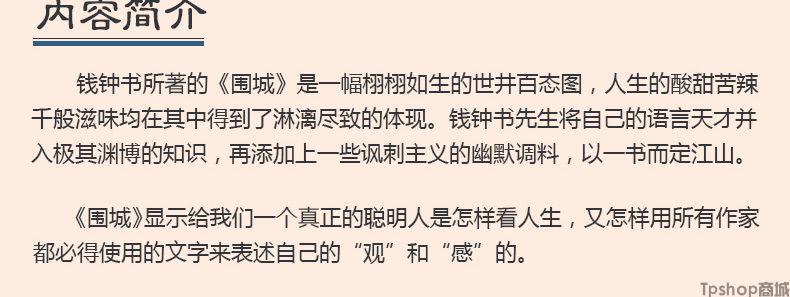 内容简介
钱钟书所著的《围城》是一幅栩栩如生的世井百态图，人生的酸甜苦辣
千般滋味均在其中得到了淋漓尽致的体现。钱钟书先生将自己的语言天才并
入极其渊博的知识，再添加上一些讽刺主义的幽默调料，以一书而定江山。
《围城》显示给我们一个真正的聪明人是怎样看人生，又怎样用所有作家
都必得使用的文字来表述自己的“观”和“感”的。
Tpshop商城